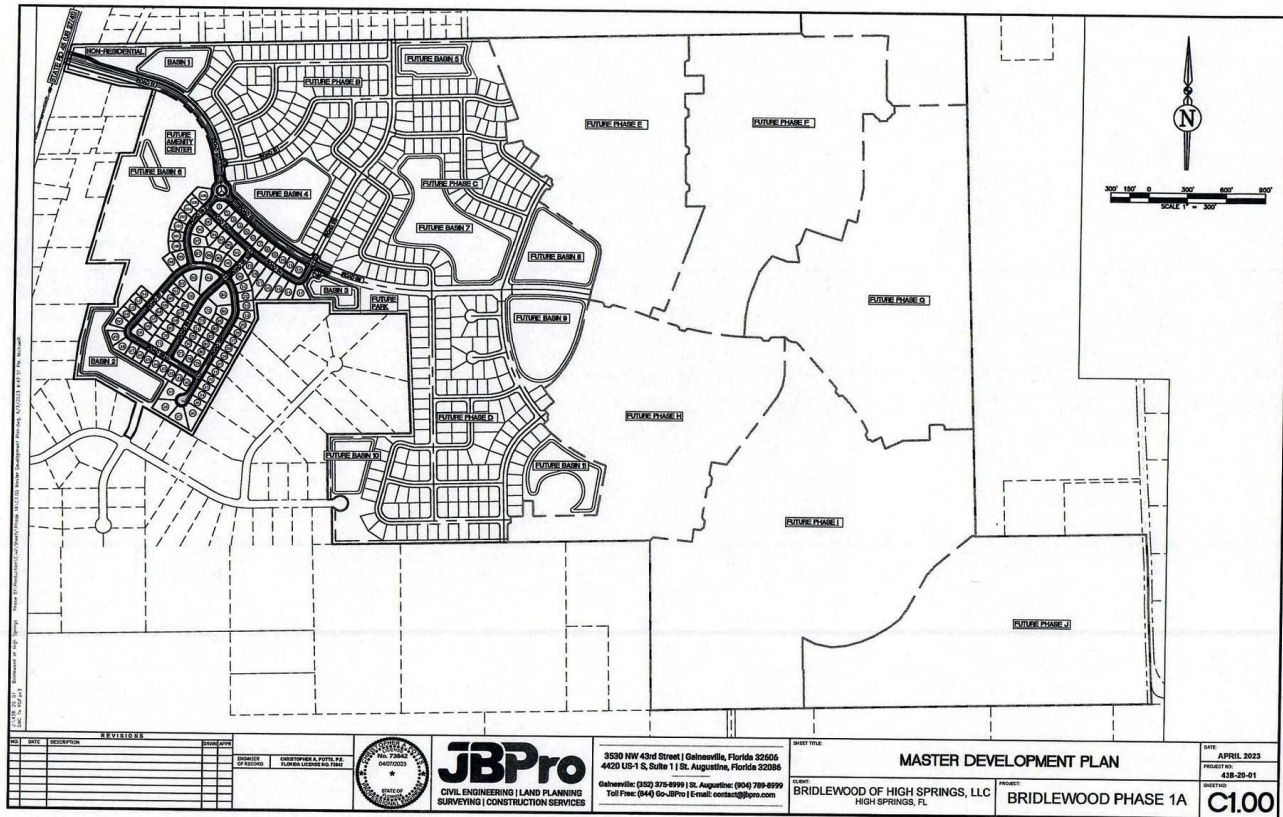 STATE RD 45 (US 27/41)
NON-RESIDENTIAL
BASIN 1
FUTURE PHASE B
FUTURE BASIN 5
FUTURE PHASE E
FUTURE PHASE F
N
FUTURE
AMENITY
CENTER
FUTURE BASIN 6
FUTURE BASIN 4
FUTURE PHASE C
FUTURE BASIN 7
FUTURE BASIN 8
300' 150' 0 300' 600' 900'
SCALE 1" = 300'
BASIN 3
FUTURE
PARK
FUTURE BASIN 9
FUTURE PHASE G
BASIN 2
FUTURE PHASE D
FUTURE PHASE H
FUTURE BASIN 10
FUTURE BASIN 11
FUTURE PHASE I
FUTURE PHASE J
REVISIONS
NO. DATE DESCRIPTION DRWN APPR
ENGINEER
OF RECORD
CHRISTOPHER A. POTTS, P.E.
FLORIDA LICENSE NO. 73842
No. 73842
04/07/2023
STATE OF
JBPro
CIVIL ENGINEERING | LAND PLANNING
SURVEYING | CONSTRUCTION SERVICES
3530 NW 43rd Street | Gainesville, Florida 32606
4420 US-1 S, Suite 1 | St. Augustine, Florida 32086
Gainesville: (352) 375-8999 | St. Augustine: (904) 789-8999
Toll Free: (844) Go-JBPro | E-mail: contact@jbpro.com
SHEET TITLE:
MASTER DEVELOPMENT PLAN
CLIENT:
BRIDLEWOOD OF HIGH SPRINGS, LLC
HIGH SPRINGS, FL
PROJECT:
BRIDLEWOOD PHASE 1A
DATE:
APRIL 2023
PROJECT NO:
438-20-01
SHEET NO:
C1.00